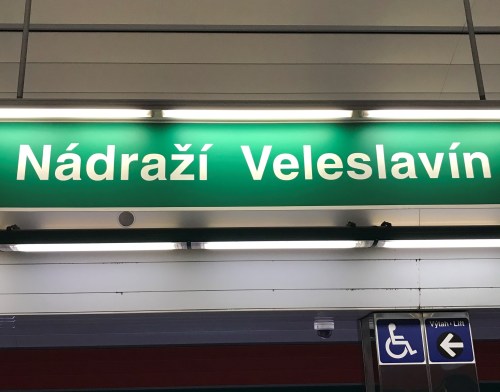 Nádraží Veleslavín
Výtah - Lift